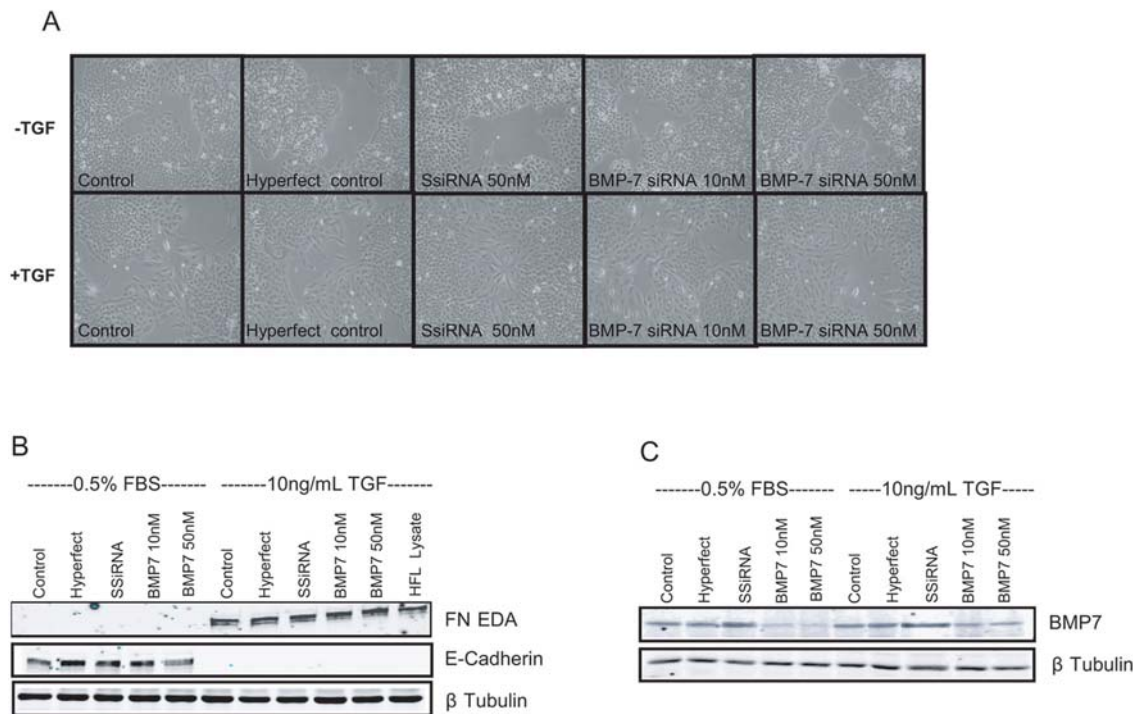 A
-TGF
Control
Hyperfect control
SsiRNA 50nM
BMP-7 siRNA 10nM
BMP-7 siRNA 50nM
+TGF
Control
Hyperfect control
SsiRNA 50nM
BMP-7 siRNA 10nM
BMP-7 siRNA 50nM
B
-------0.5% FBS------- -------10ng/mL TGF-------
Control
Hyperfect
SSiRNA
BMP7 10nM
BMP7 50nM
Control
Hyperfect
SSiRNA
BMP7 10nM
BMP7 50nM
HFL Lysate
FN EDA
E-Cadherin
β Tubulin
C
-------0.5% FBS------- -----10ng/mL TGF-----
Control
Hyperfect
SSiRNA
BMP7 10nM
BMP7 50nM
Control
Hyperfect
SSiRNA
BMP7 10nM
BMP7 50nM
BMP7
β Tubulin